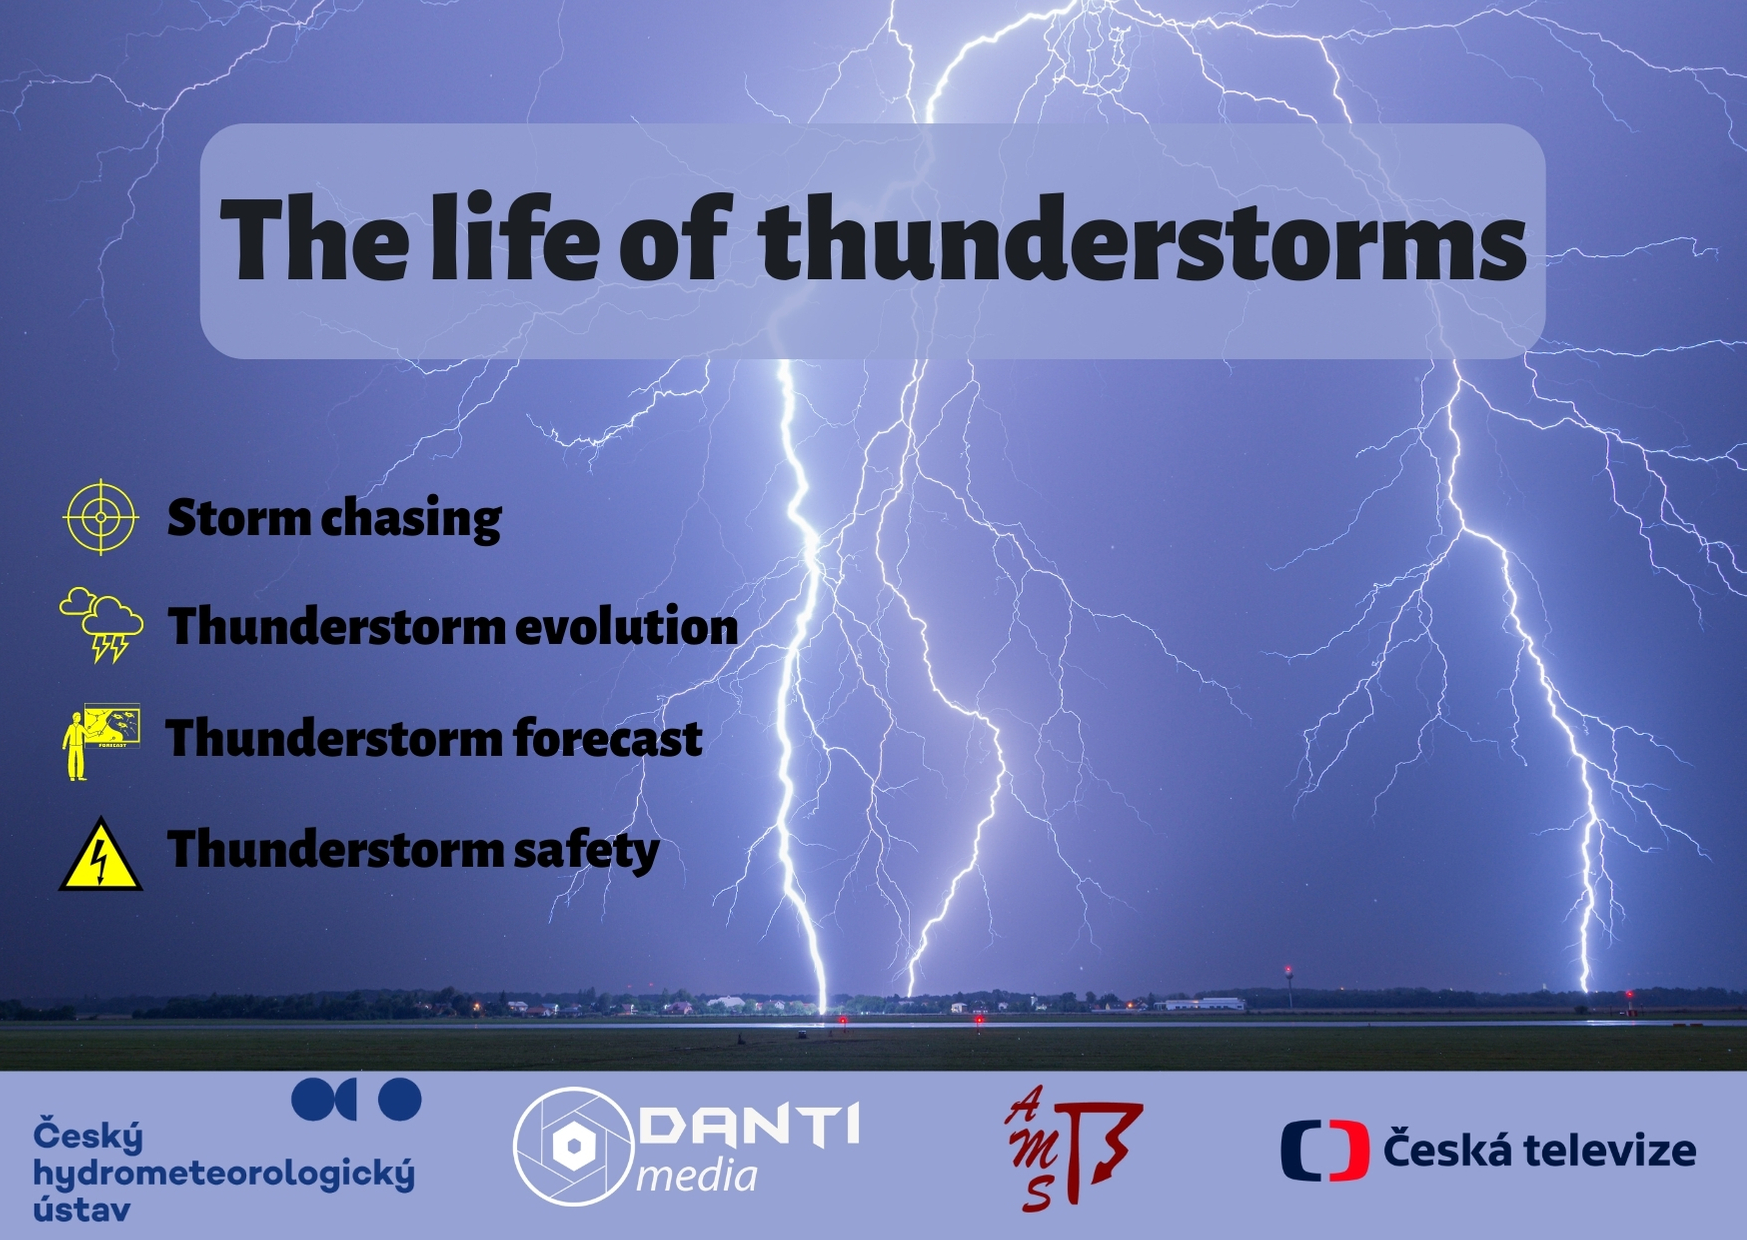 The life of thunderstorms
Storm chasing
Thunderstorm evolution
FORECAST
Thunderstorm forecast
Thunderstorm safety
Český
hydrometeorologický
ústav
DANTI
media
A
M
S
Česká televize